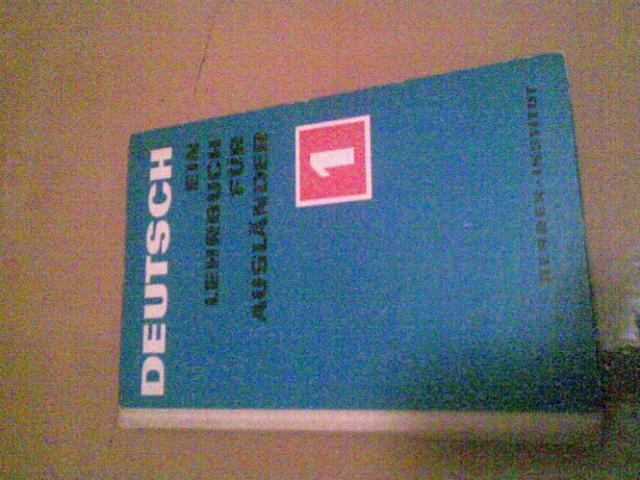 DEUTSCH
EIN
LEHRBUCH
FÜR
AUSLÄNDER
1
HERDER-INSTITUT